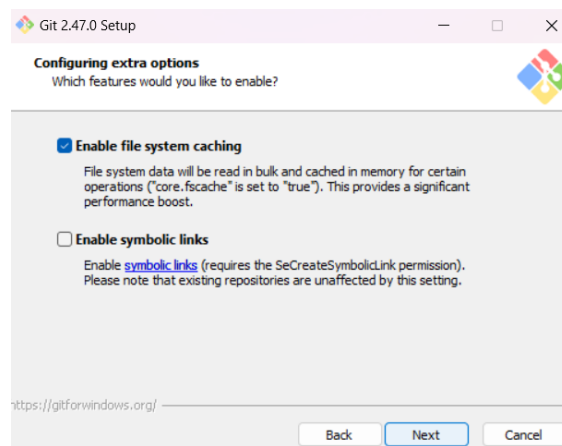 Git 2.47.0 Setup
Configuring extra options
Which features would you like to enable?
Enable file system caching
File system data will be read in bulk and cached in memory for certain
operations ("core.fscache" is set to "true"). This provides a significant
performance boost.
Enable symbolic links
Enable symbolic links (requires the SeCreateSymbolicLink permission).
Please note that existing repositories are unaffected by this setting.
https://gitforwindows.org/
Back Next Cancel